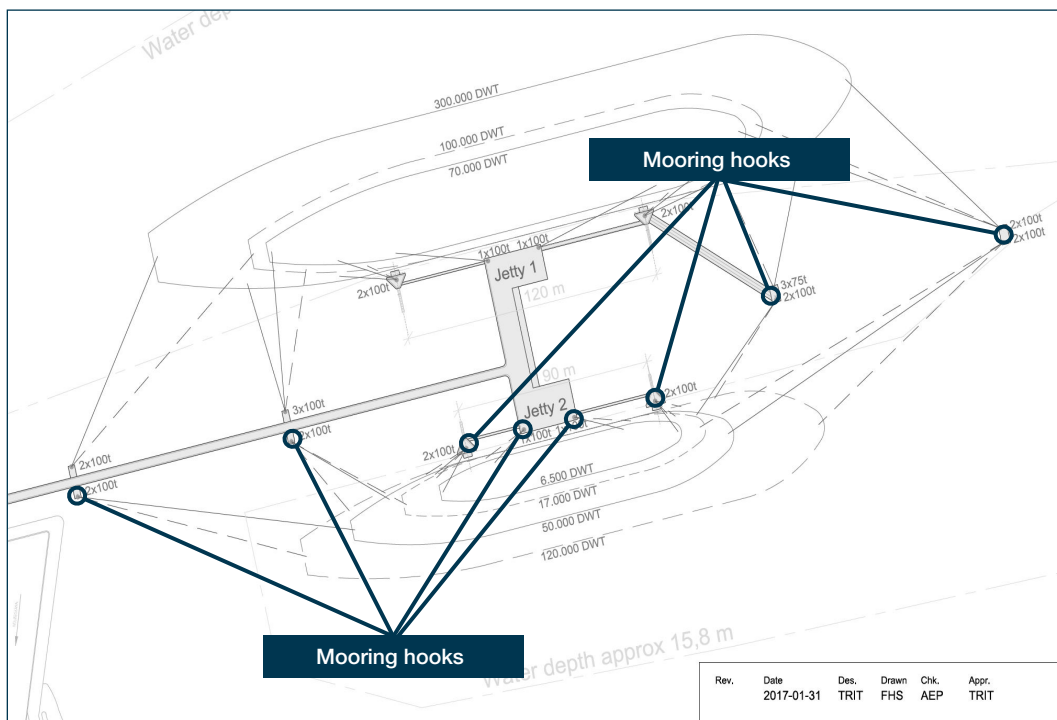 Water dep
300.000 DWT
100.000 DWT
70.000 DWT
Mooring hooks
2x100t
2x100t
2x100t
1x100t 1x100t
Jetty 1
2x100t
120 m
3x75t
2x100t
90 m
2x100t
Jetty 2
3x100t
2x100t
1x100t
2x100t
2x100t
2x100t
6.500 DWT
17.000 DWT
50.000 DWT
120.000 DWT
Mooring hooks
Water depth approx 15,8 m
Rev. Date Des. Drawn Chk. Appr.
2017-01-31 TRIT FHS AEP TRIT